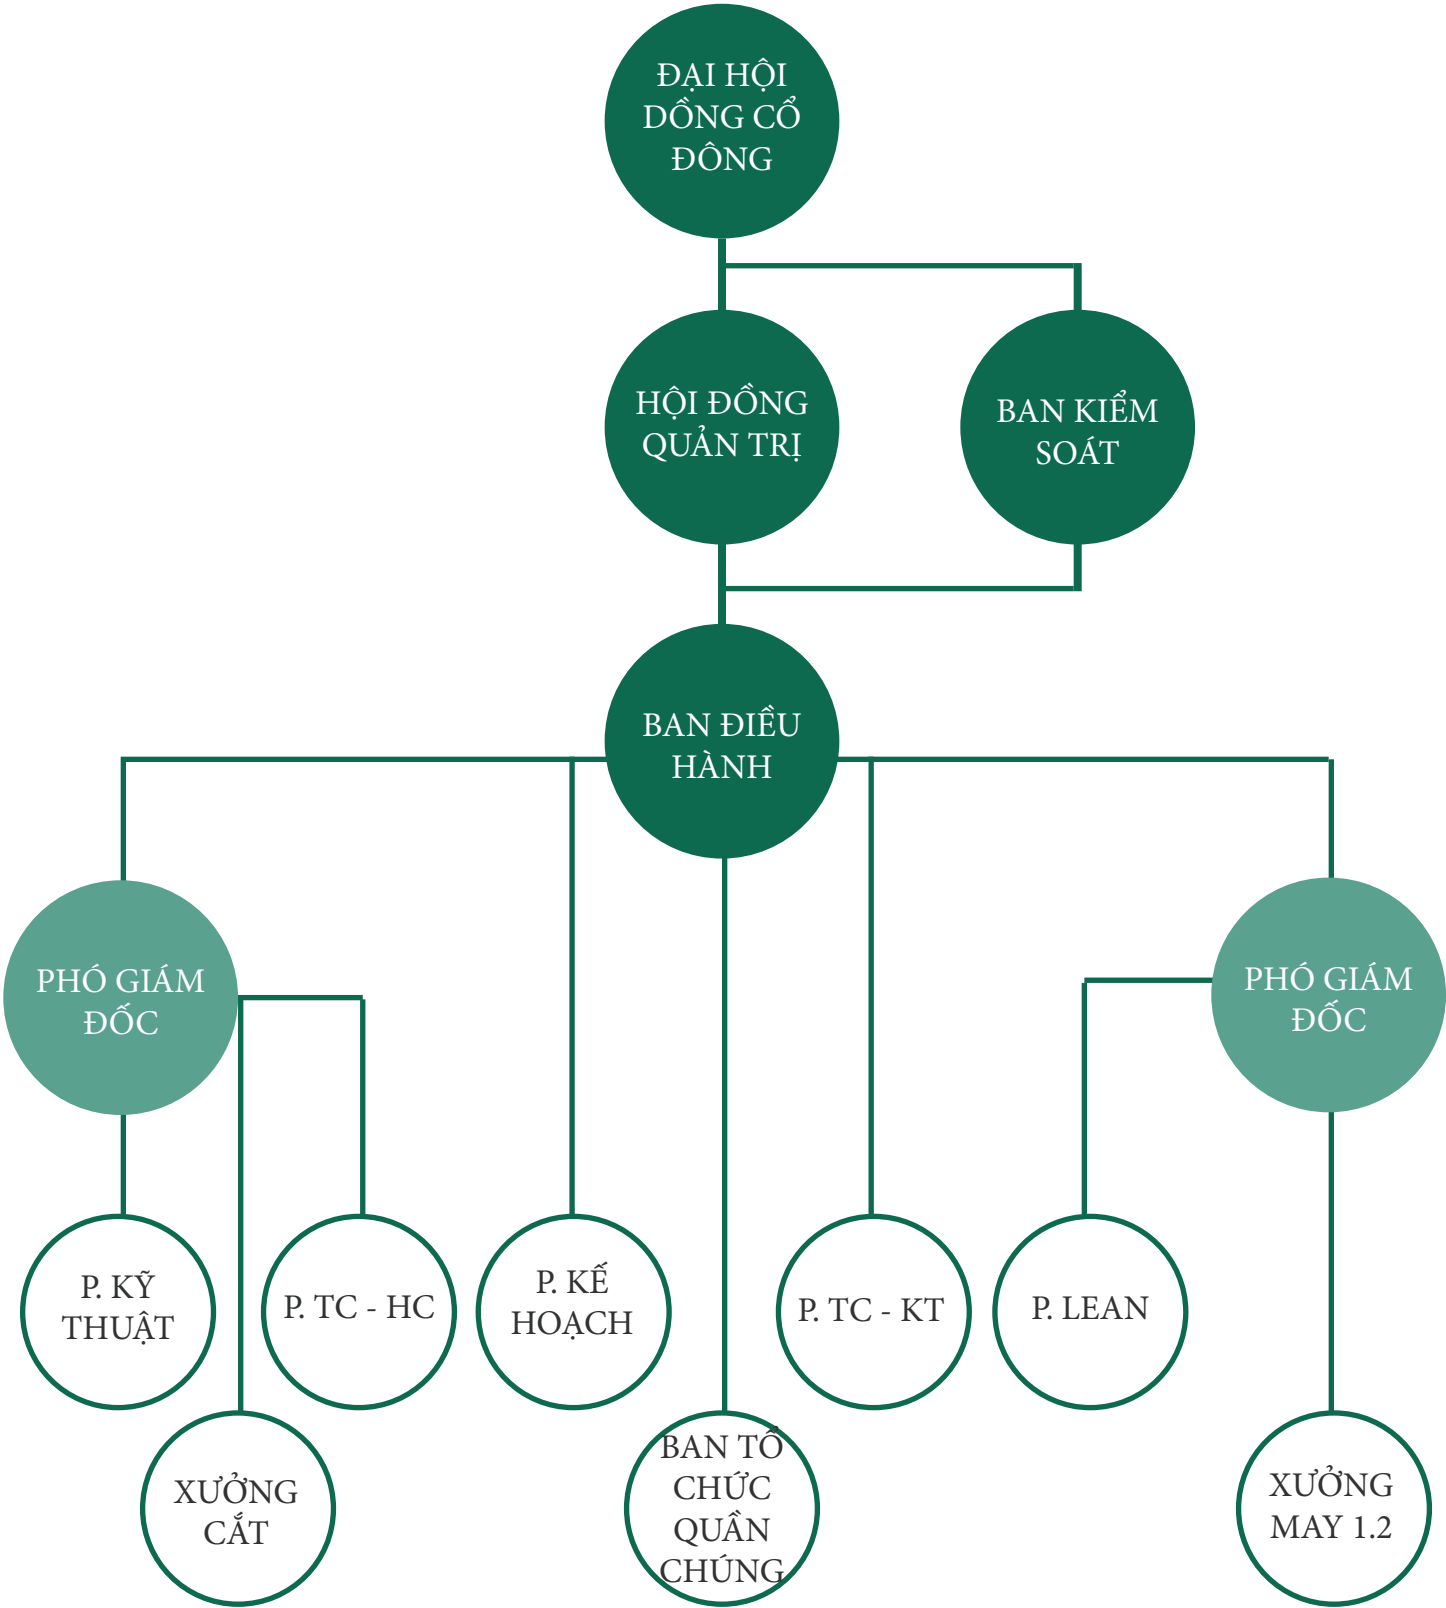 ĐẠI HỘI
DỒNG CỔ
ĐÔNG
HỘI ĐỒNG
QUẢN TRỊ
BAN KIỂM
SOÁT
BAN ĐIỀU
HÀNH
PHÓ GIÁM
ĐỐC
PHÓ GIÁM
ĐỐC
P. KỸ
THUẬT
P. TC - HC
P. KẾ
HOẠCH
P. TC - KT
P. LEAN
XƯỞNG
CẮT
BAN TỔ
CHỨC
QUẦN
CHÚNG
XƯỞNG
MAY 1.2